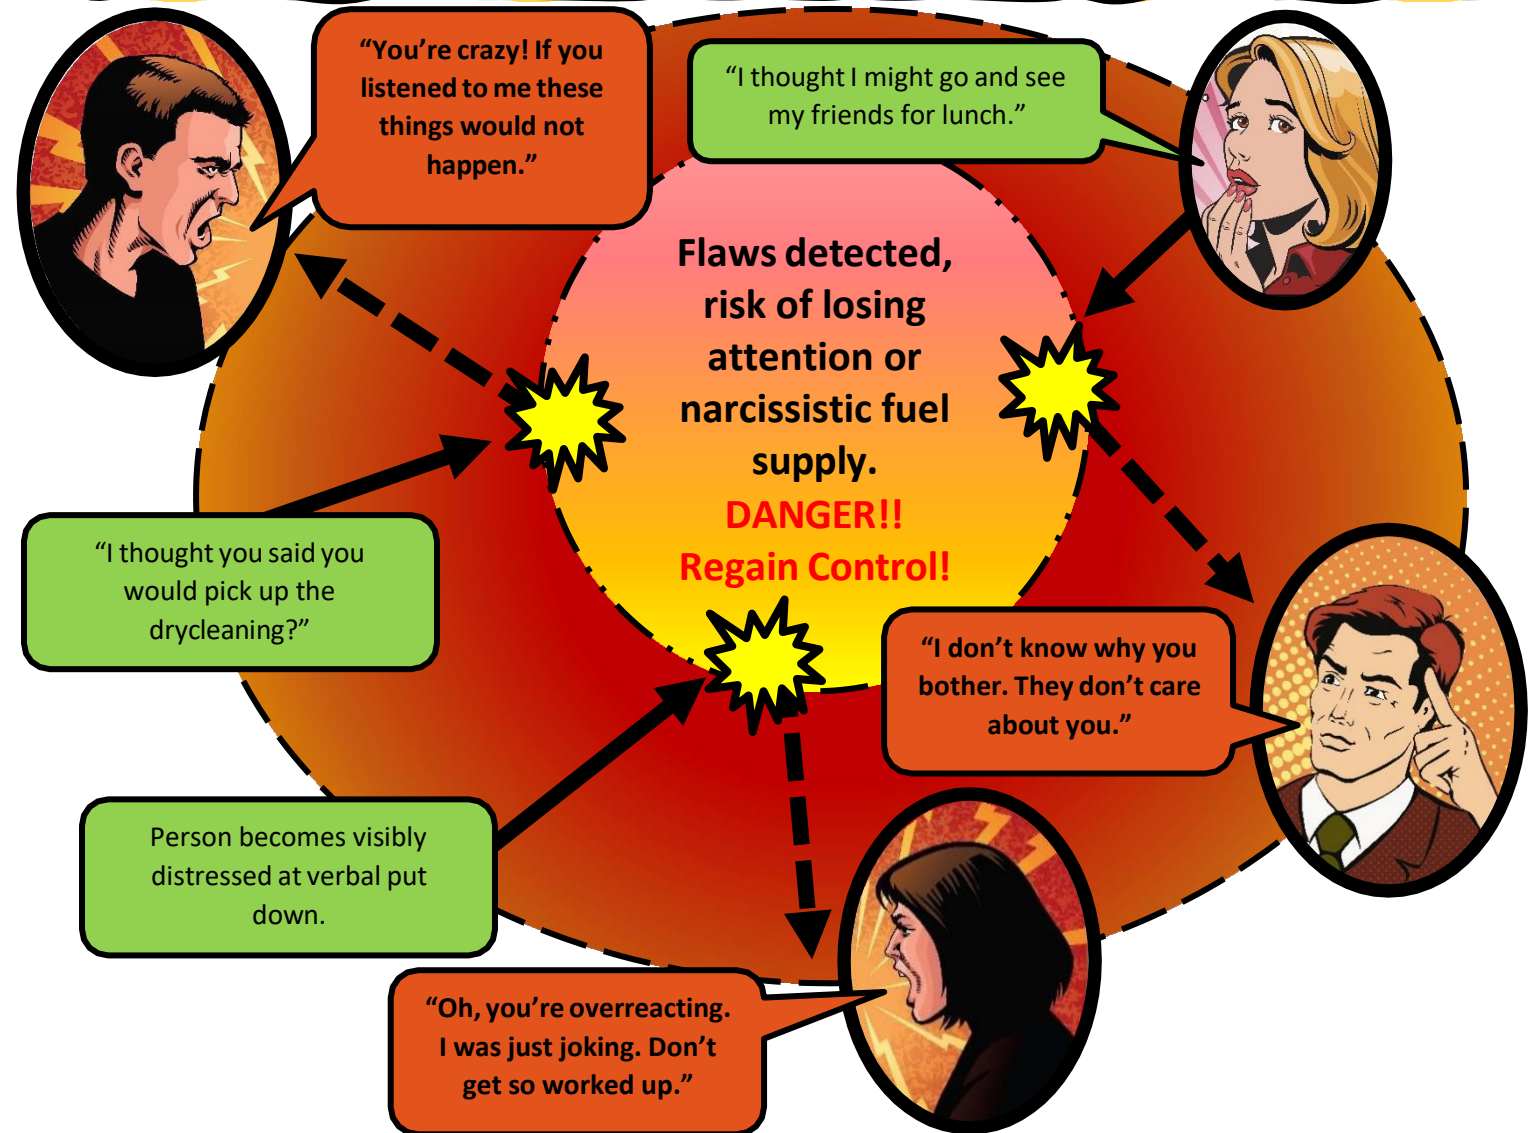 “You’re crazy! If you
listened to me these
things would not
happen.”
“I thought I might go and see
my friends for lunch.”
Flaws detected,
risk of losing
attention or
narcissistic fuel
supply.
DANGER!!
Regain Control!
“I thought you said you
would pick up the
drycleaning?”
“I don’t know why you
bother. They don’t care
about you.”
Person becomes visibly
distressed at verbal put
down.
“Oh, you’re overreacting.
I was just joking. Don’t
get so worked up.”